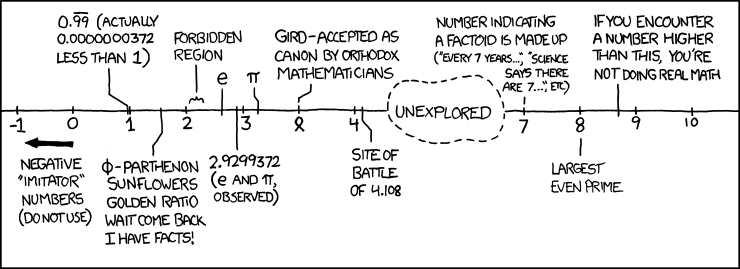 0.99̅ (ACTUALLY
0.0000000372
LESS THAN 1)
FORBIDDEN
REGION
e
π
GIRD-ACCEPTED AS
CANON BY ORTHODOX
MATHEMATICIANS
NUMBER INDICATING
A FACTOID IS MADE UP
("EVERY 7 YEARS...", "SCIENCE
SAYS THERE
ARE 7...", ETC)
IF YOU ENCOUNTER
A NUMBER HIGHER
THAN THIS, YOU'RE
NOT DOING REAL MATH
UNEXPLORED
-1 0 1 2 3 4 7 8 9 10
NEGATIVE
"IMITATOR"
NUMBERS
(DO NOT USE)
Φ-PARTHENON
SUNFLOWERS
GOLDEN RATIO
WAIT COME BACK
I HAVE FACTS!
2.9299372
(e AND π,
OBSERVED)
SITE OF
BATTLE
OF 4.108
LARGEST
EVEN PRIME